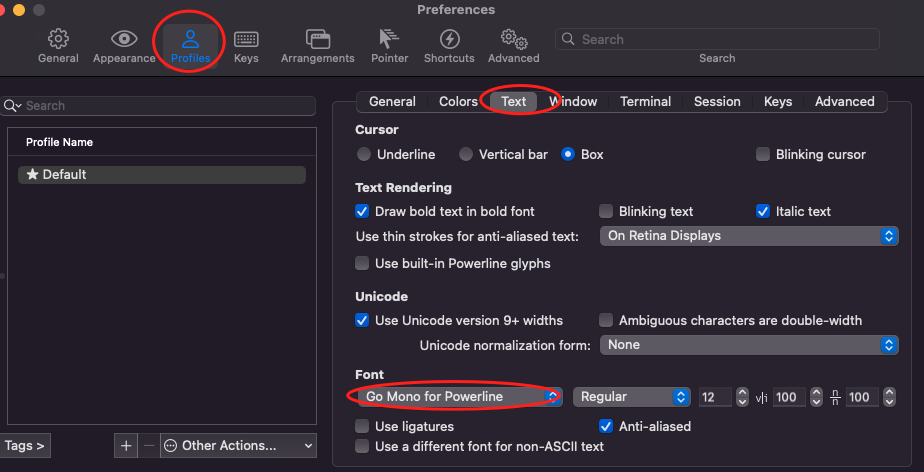 Preferences
General Appearance Profiles Keys Arrangements Pointer Shortcuts Advanced Search
Search
Search
General Colors Text Window Terminal Session Keys Advanced
Profile Name
★ Default
Cursor
Underline Vertical bar Box Blinking cursor
Text Rendering
Draw bold text in bold font Blinking text Italic text
Use thin strokes for anti-aliased text: On Retina Displays
Use built-in Powerline glyphs
Unicode
Use Unicode version 9+ widths Ambiguous characters are double-width
Unicode normalization form: None
Font
Go Mono for Powerline Regular 12 v|i 100 n/n 100
Use ligatures Anti-aliased
Use a different font for non-ASCII text
Tags > + − Other Actions...